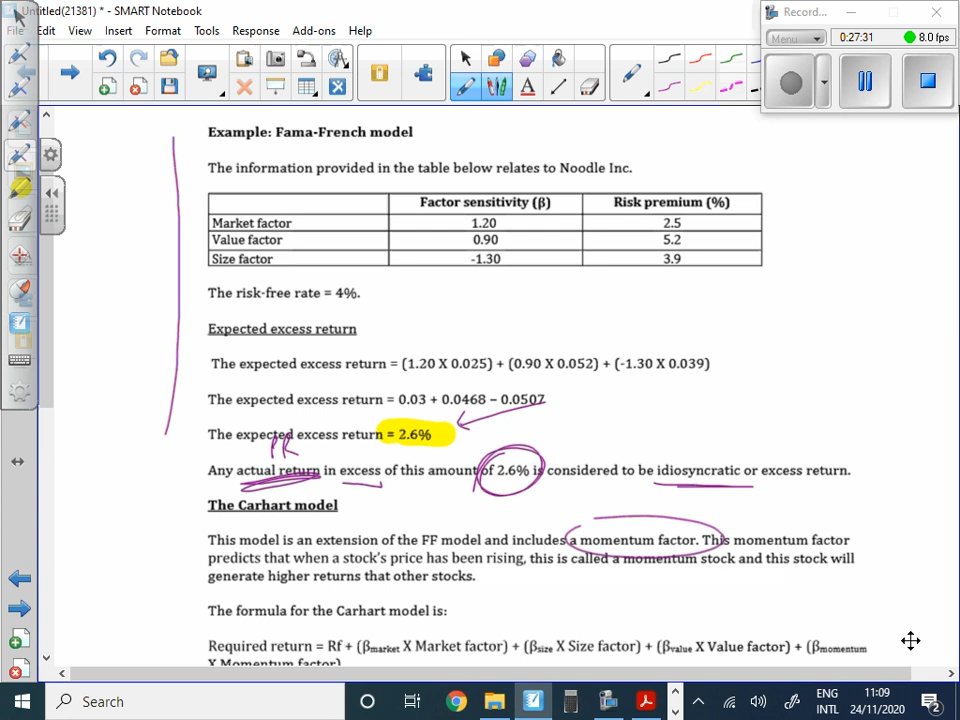 Untitled(21381) * - SMART Notebook
File Edit View Insert Format Tools Response Add-ons Help
Record...
Menu 0:27:31 8.0 fps
Example: Fama-French model
The information provided in the table below relates to Noodle Inc.
Factor sensitivity (β) Risk premium (%)
Market factor 1.20 2.5
Value factor 0.90 5.2
Size factor -1.30 3.9
The risk-free rate = 4%.
Expected excess return
The expected excess return = (1.20 X 0.025) + (0.90 X 0.052) + (-1.30 X 0.039)
The expected excess return = 0.03 + 0.0468 – 0.0507
The expected excess return = 2.6%
Any actual return in excess of this amount of 2.6% is considered to be idiosyncratic or excess return.
The Carhart model
This model is an extension of the FF model and includes a momentum factor. This momentum factor
predicts that when a stock's price has been rising, this is called a momentum stock and this stock will
generate higher returns that other stocks.
The formula for the Carhart model is:
Required return = Rf + (βmarket X Market factor) + (βsize X Size factor) + (βvalue X Value factor) + (βmomentum
X Momentum factor)
Search
ENG
INTL
11:09
24/11/2020
2